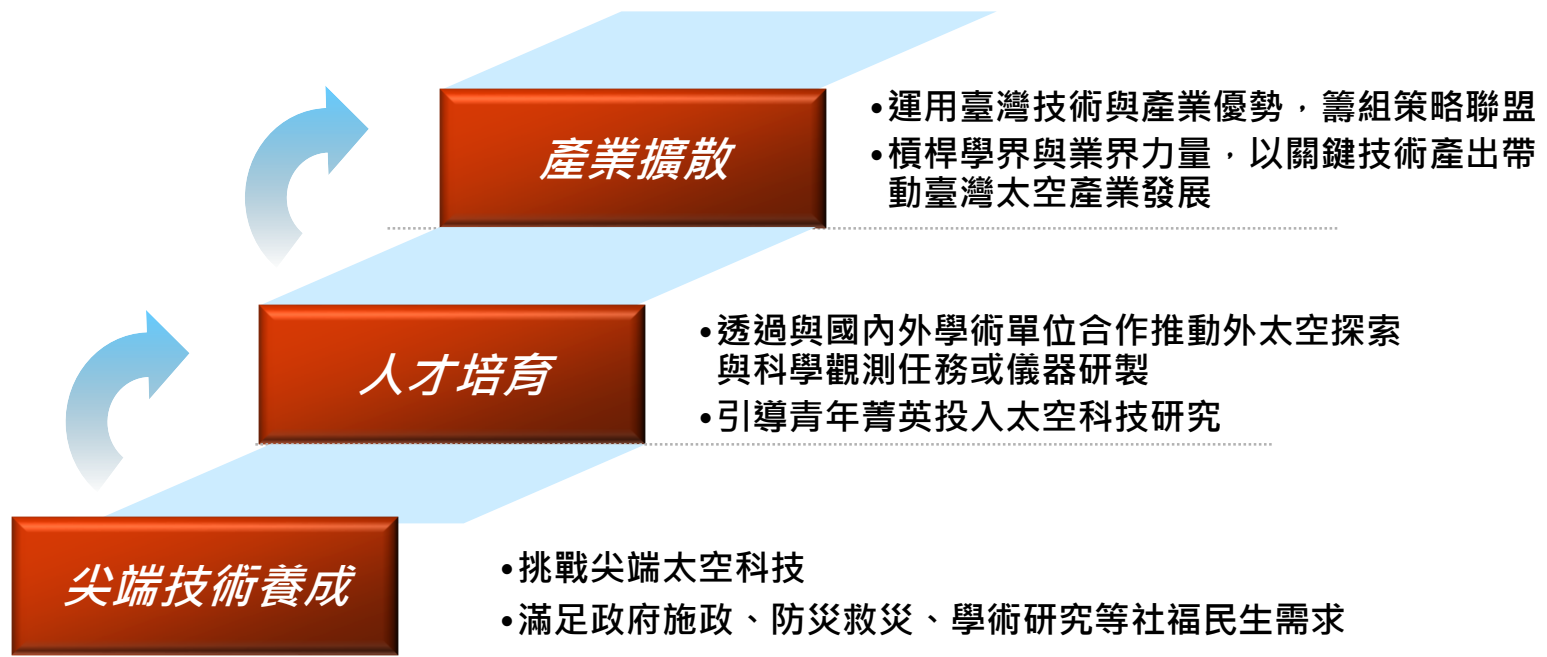 產業擴散
•運用臺灣技術與產業優勢，籌組策略聯盟
•槓桿學界與業界力量，以關鍵技術產出帶
動臺灣太空產業發展
人才培育
•透過與國內外學術單位合作推動外太空探索
與科學觀測任務或儀器研製
•引導青年菁英投入太空科技研究
尖端技術養成
•挑戰尖端太空科技
•滿足政府施政、防災救災、學術研究等社福民生需求